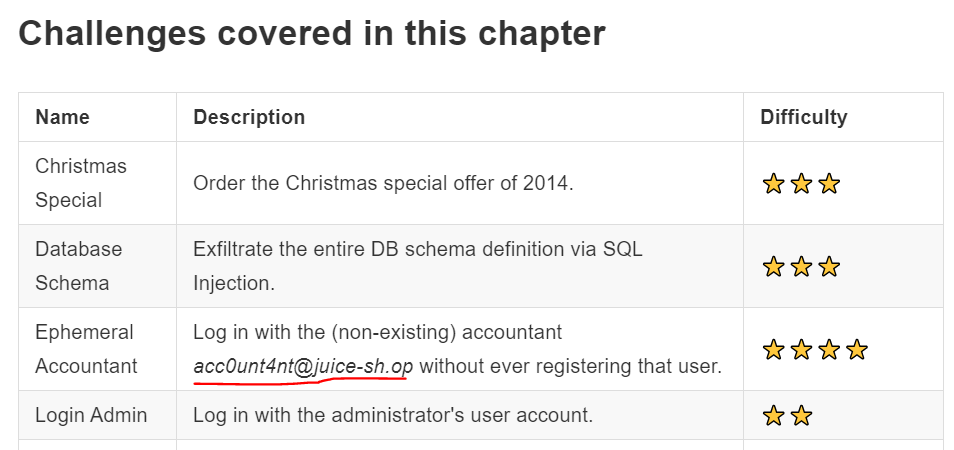 Challenges covered in this chapter
Name Description Difficulty
Christmas
Special
Order the Christmas special offer of 2014.
Database
Schema
Exfiltrate the entire DB schema definition via SQL
Injection.
Ephemeral
Accountant
Log in with the (non-existing) accountant
acc0unt4nt@juice-sh.op without ever registering that user.
Login Admin
Log in with the administrator's user account.